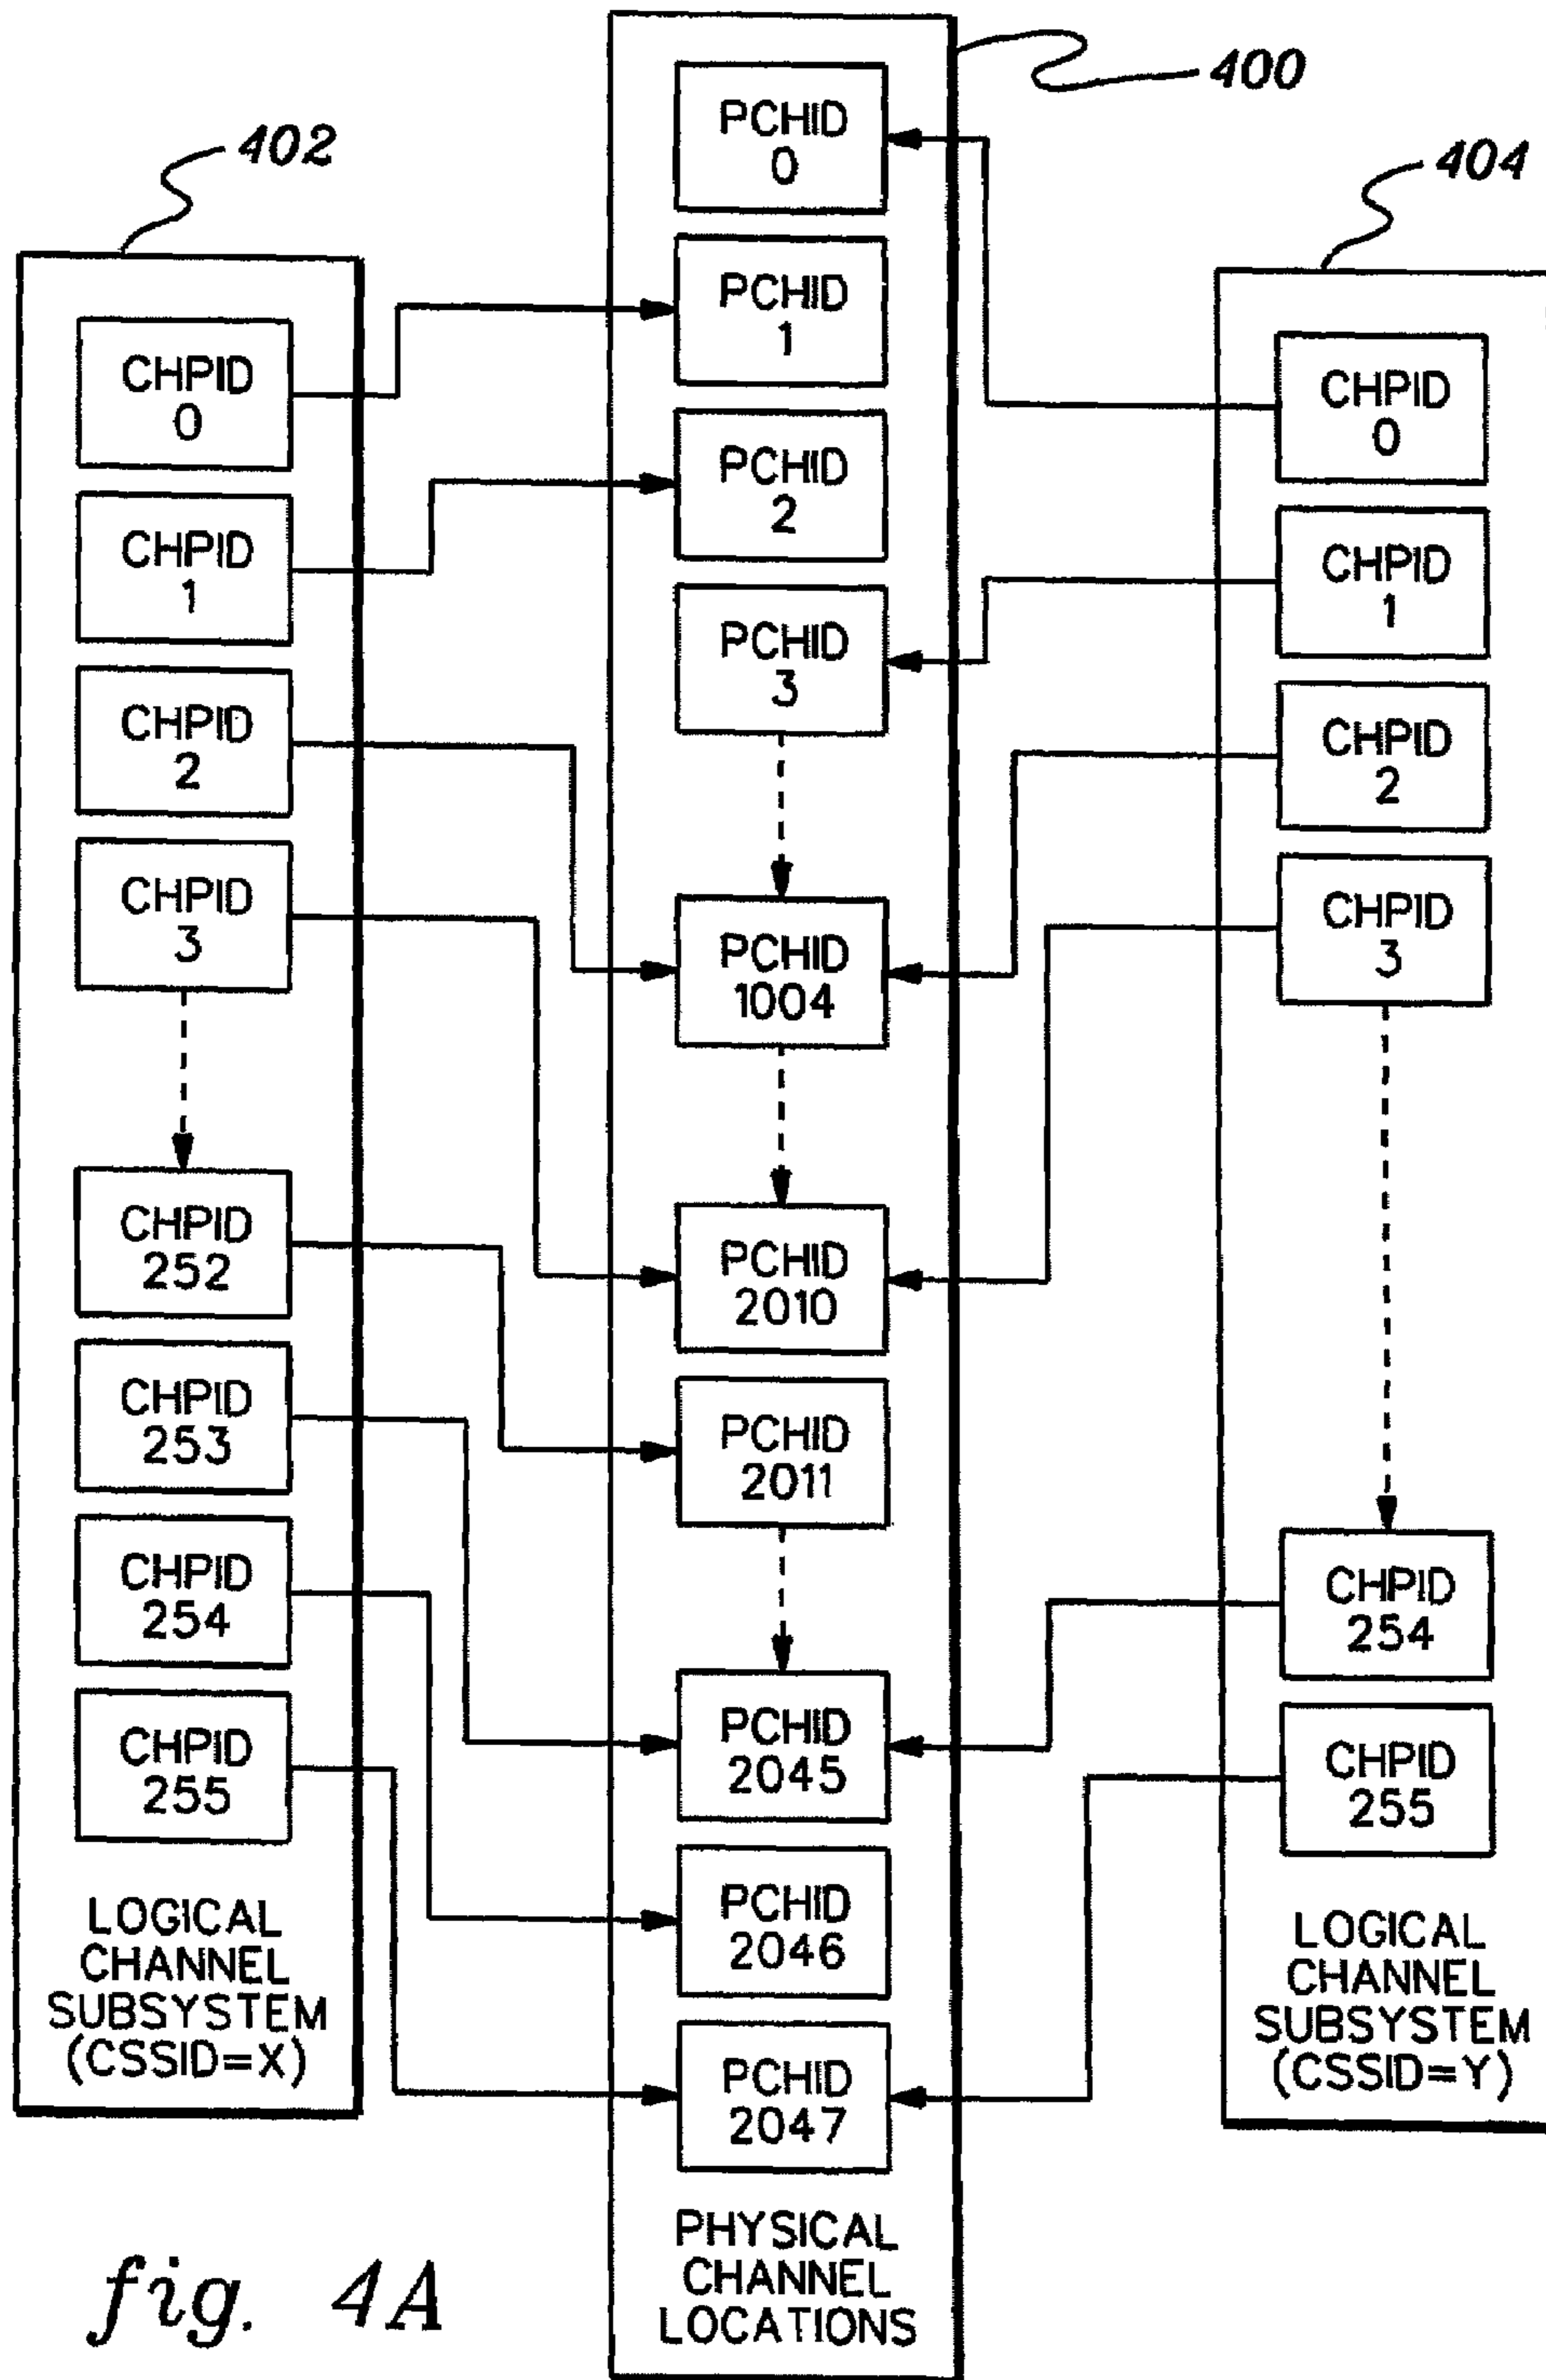 402
CHPID
0
CHPID
1
CHPID
2
CHPID
3
CHPID
252
CHPID
253
CHPID
254
CHPID
255
LOGICAL
CHANNEL
SUBSYSTEM
(CSSID=X)
400
PCHID
0
PCHID
1
PCHID
2
PCHID
3
PCHID
1004
PCHID
2010
PCHID
2011
PCHID
2045
PCHID
2046
PCHID
2047
PHYSICAL
CHANNEL
LOCATIONS
404
CHPID
0
CHPID
1
CHPID
2
CHPID
3
CHPID
254
CHPID
255
LOGICAL
CHANNEL
SUBSYSTEM
(CSSID=Y)
fig. 4A